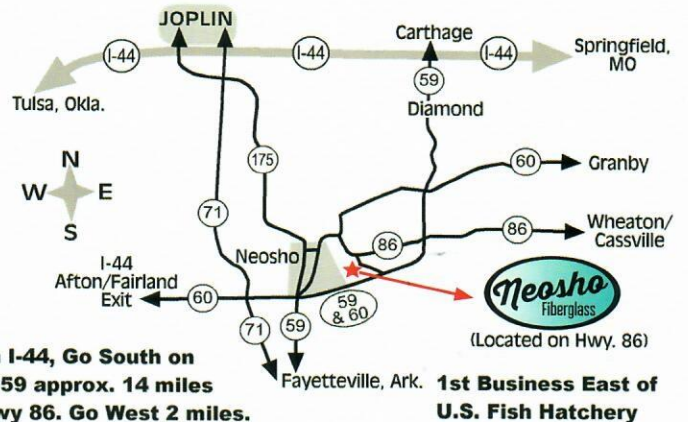 JOPLIN
I-44
I-44
Carthage
I-44
Springfield,
MO
Tulsa, Okla.
59
Diamond
N
W E
S
175
60
Granby
71
Neosho
86
86
Wheaton/
Cassville
I-44
Afton/Fairland
Exit
60
59
& 60
Neosho
Fiberglass
(Located on Hwy. 86)
71
59
Fayetteville, Ark.
I-44, Go South on
59 approx. 14 miles
86. Go West 2 miles.
1st Business East of
U.S. Fish Hatchery